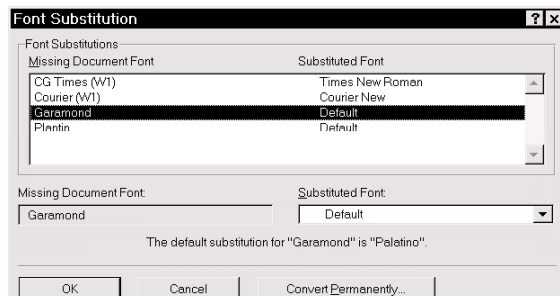 Font Substitution
Font Substitutions
Missing Document Font Substituted Font
CG Times (W1) Times New Roman
Courier (W1) Courier New
Garamond Default
Plantin Default
Missing Document Font: Substituted Font:
Garamond Default
The default substitution for "Garamond" is "Palatino".
OK Cancel Convert Permanently...